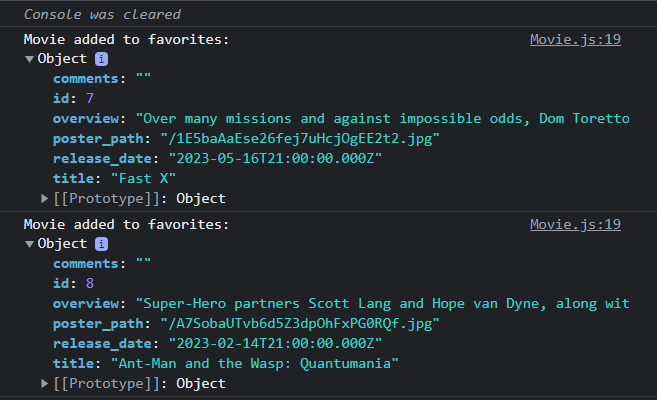 Console was cleared
Movie added to favorites: Movie.js:19
▼Object i
comments: ""
id: 7
overview: "Over many missions and against impossible odds, Dom Toretto
poster_path: "/1E5baAaEse26fej7uHcjOgEE2t2.jpg"
release_date: "2023-05-16T21:00:00.000Z"
title: "Fast X"
▶[[Prototype]]: Object
Movie added to favorites: Movie.js:19
▼Object i
comments: ""
id: 8
overview: "Super-Hero partners Scott Lang and Hope van Dyne, along wit
poster_path: "/A7SobaUTvb6d5Z3dpOhFxPG0RQf.jpg"
release_date: "2023-02-14T21:00:00.000Z"
title: "Ant-Man and the Wasp: Quantumania"
▶[[Prototype]]: Object